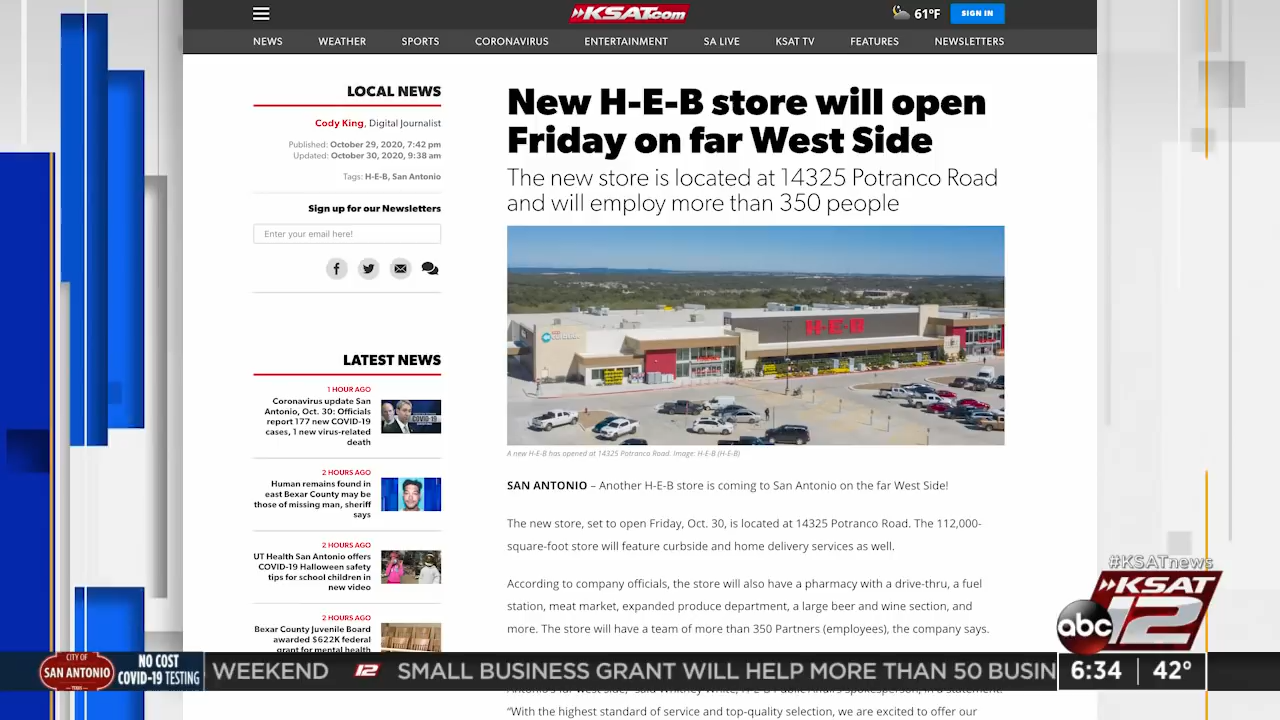 KSAT.com
61°F
SIGN IN
NEWS WEATHER SPORTS CORONAVIRUS ENTERTAINMENT SA LIVE KSAT TV FEATURES NEWSLETTERS
LOCAL NEWS
Cody King, Digital Journalist
Published: October 29, 2020, 7:42 pm
Updated: October 30, 2020, 9:38 am
Tags: H-E-B, San Antonio
Sign up for our Newsletters
Enter your email here!
LATEST NEWS
1 HOUR AGO
Coronavirus update San
Antonio, Oct. 30: Officials
report 177 new COVID-19
cases, 1 new virus-related
death
2 HOURS AGO
Human remains found in
east Bexar County may be
those of missing man, sheriff
says
2 HOURS AGO
UT Health San Antonio offers
COVID-19 Halloween safety
tips for school children in
new video
2 HOURS AGO
Bexar County Juvenile Board
awarded $622K federal
grant for mental health
New H-E-B store will open
Friday on far West Side
The new store is located at 14325 Potranco Road
and will employ more than 350 people
H-E-B
A new H-E-B has opened at 14325 Potranco Road. Image: H-E-B (H-E-B)
SAN ANTONIO – Another H-E-B store is coming to San Antonio on the far West Side!
The new store, set to open Friday, Oct. 30, is located at 14325 Potranco Road. The 112,000-
square-foot store will feature curbside and home delivery services as well.
According to company officials, the store will also have a pharmacy with a drive-thru, a fuel
station, meat market, expanded produce department, a large beer and wine section, and
more. The store will have a team of more than 350 Partners (employees), the company says.
"With the highest standard of service and top-quality selection, we are excited to offer our
#KSATnews
KSAT
abc 12
CITY OF
SAN ANTONIO
TEXAS
NO COST
COVID-19 TESTING
WEEKEND 12 SMALL BUSINESS GRANT WILL HELP MORE THAN 50 BUSIN
6:34 42°